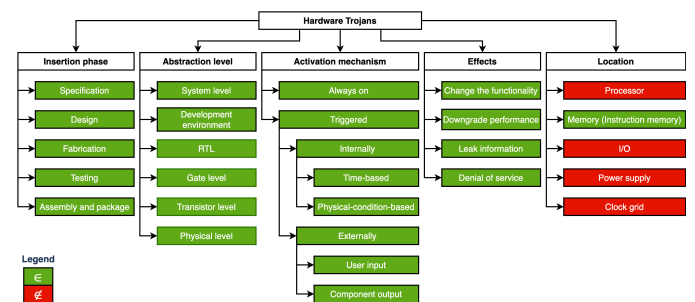 Hardware Trojans
Insertion phase
Specification
Design
Fabrication
Testing
Assembly and package
Abstraction level
System level
Development
environment
RTL
Gate level
Transistor level
Physical level
Activation mechanism
Always on
Triggered
Internally
Time-based
Physical-condition-based
Externally
User input
Component output
Effects
Change the functionality
Downgrade performance
Leak information
Denial of service
Location
Processor
Memory (Instruction memory)
I/O
Power supply
Clock grid
Legend
∈
∉